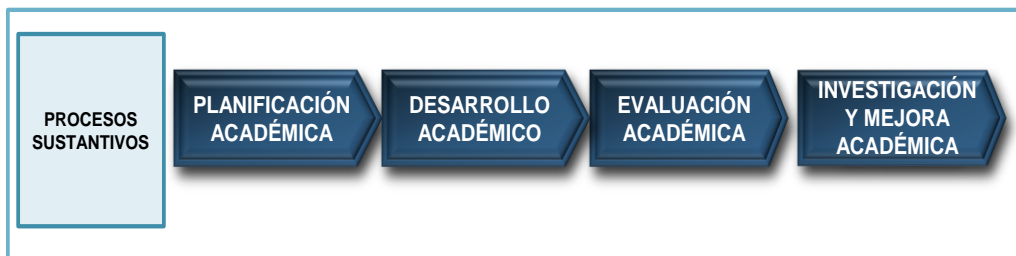 PROCESOS
SUSTANTIVOS
PLANIFICACIÓN
ACADÉMICA
DESARROLLO
ACADÉMICO
EVALUACIÓN
ACADÉMICA
INVESTIGACIÓN
Y MEJORA
ACADÉMICA